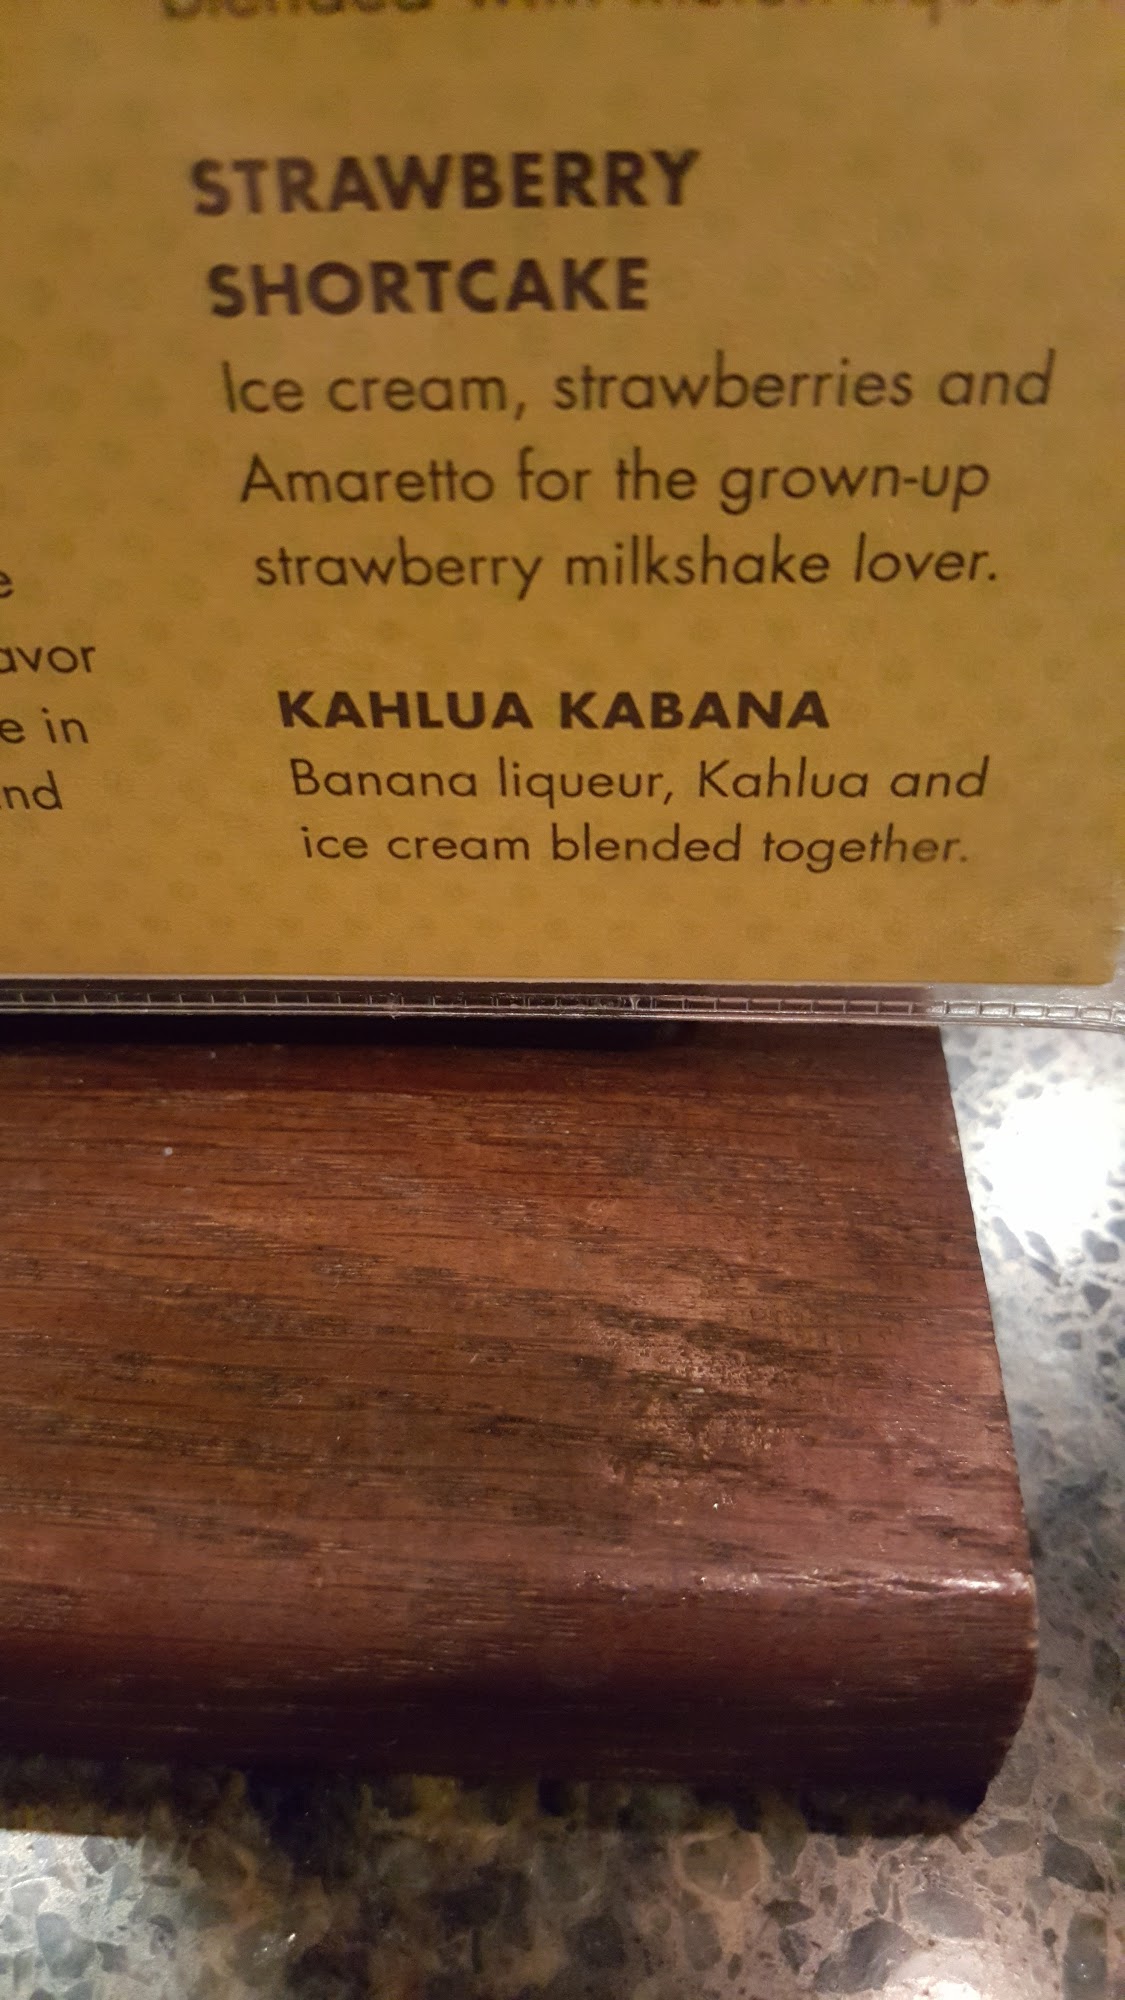 STRAWBERRY
SHORTCAKE
Ice cream, strawberries and
Amaretto for the grown-up
strawberry milkshake lover.
KAHLUA KABANA
Banana liqueur, Kahlua and
ice cream blended together.
e in